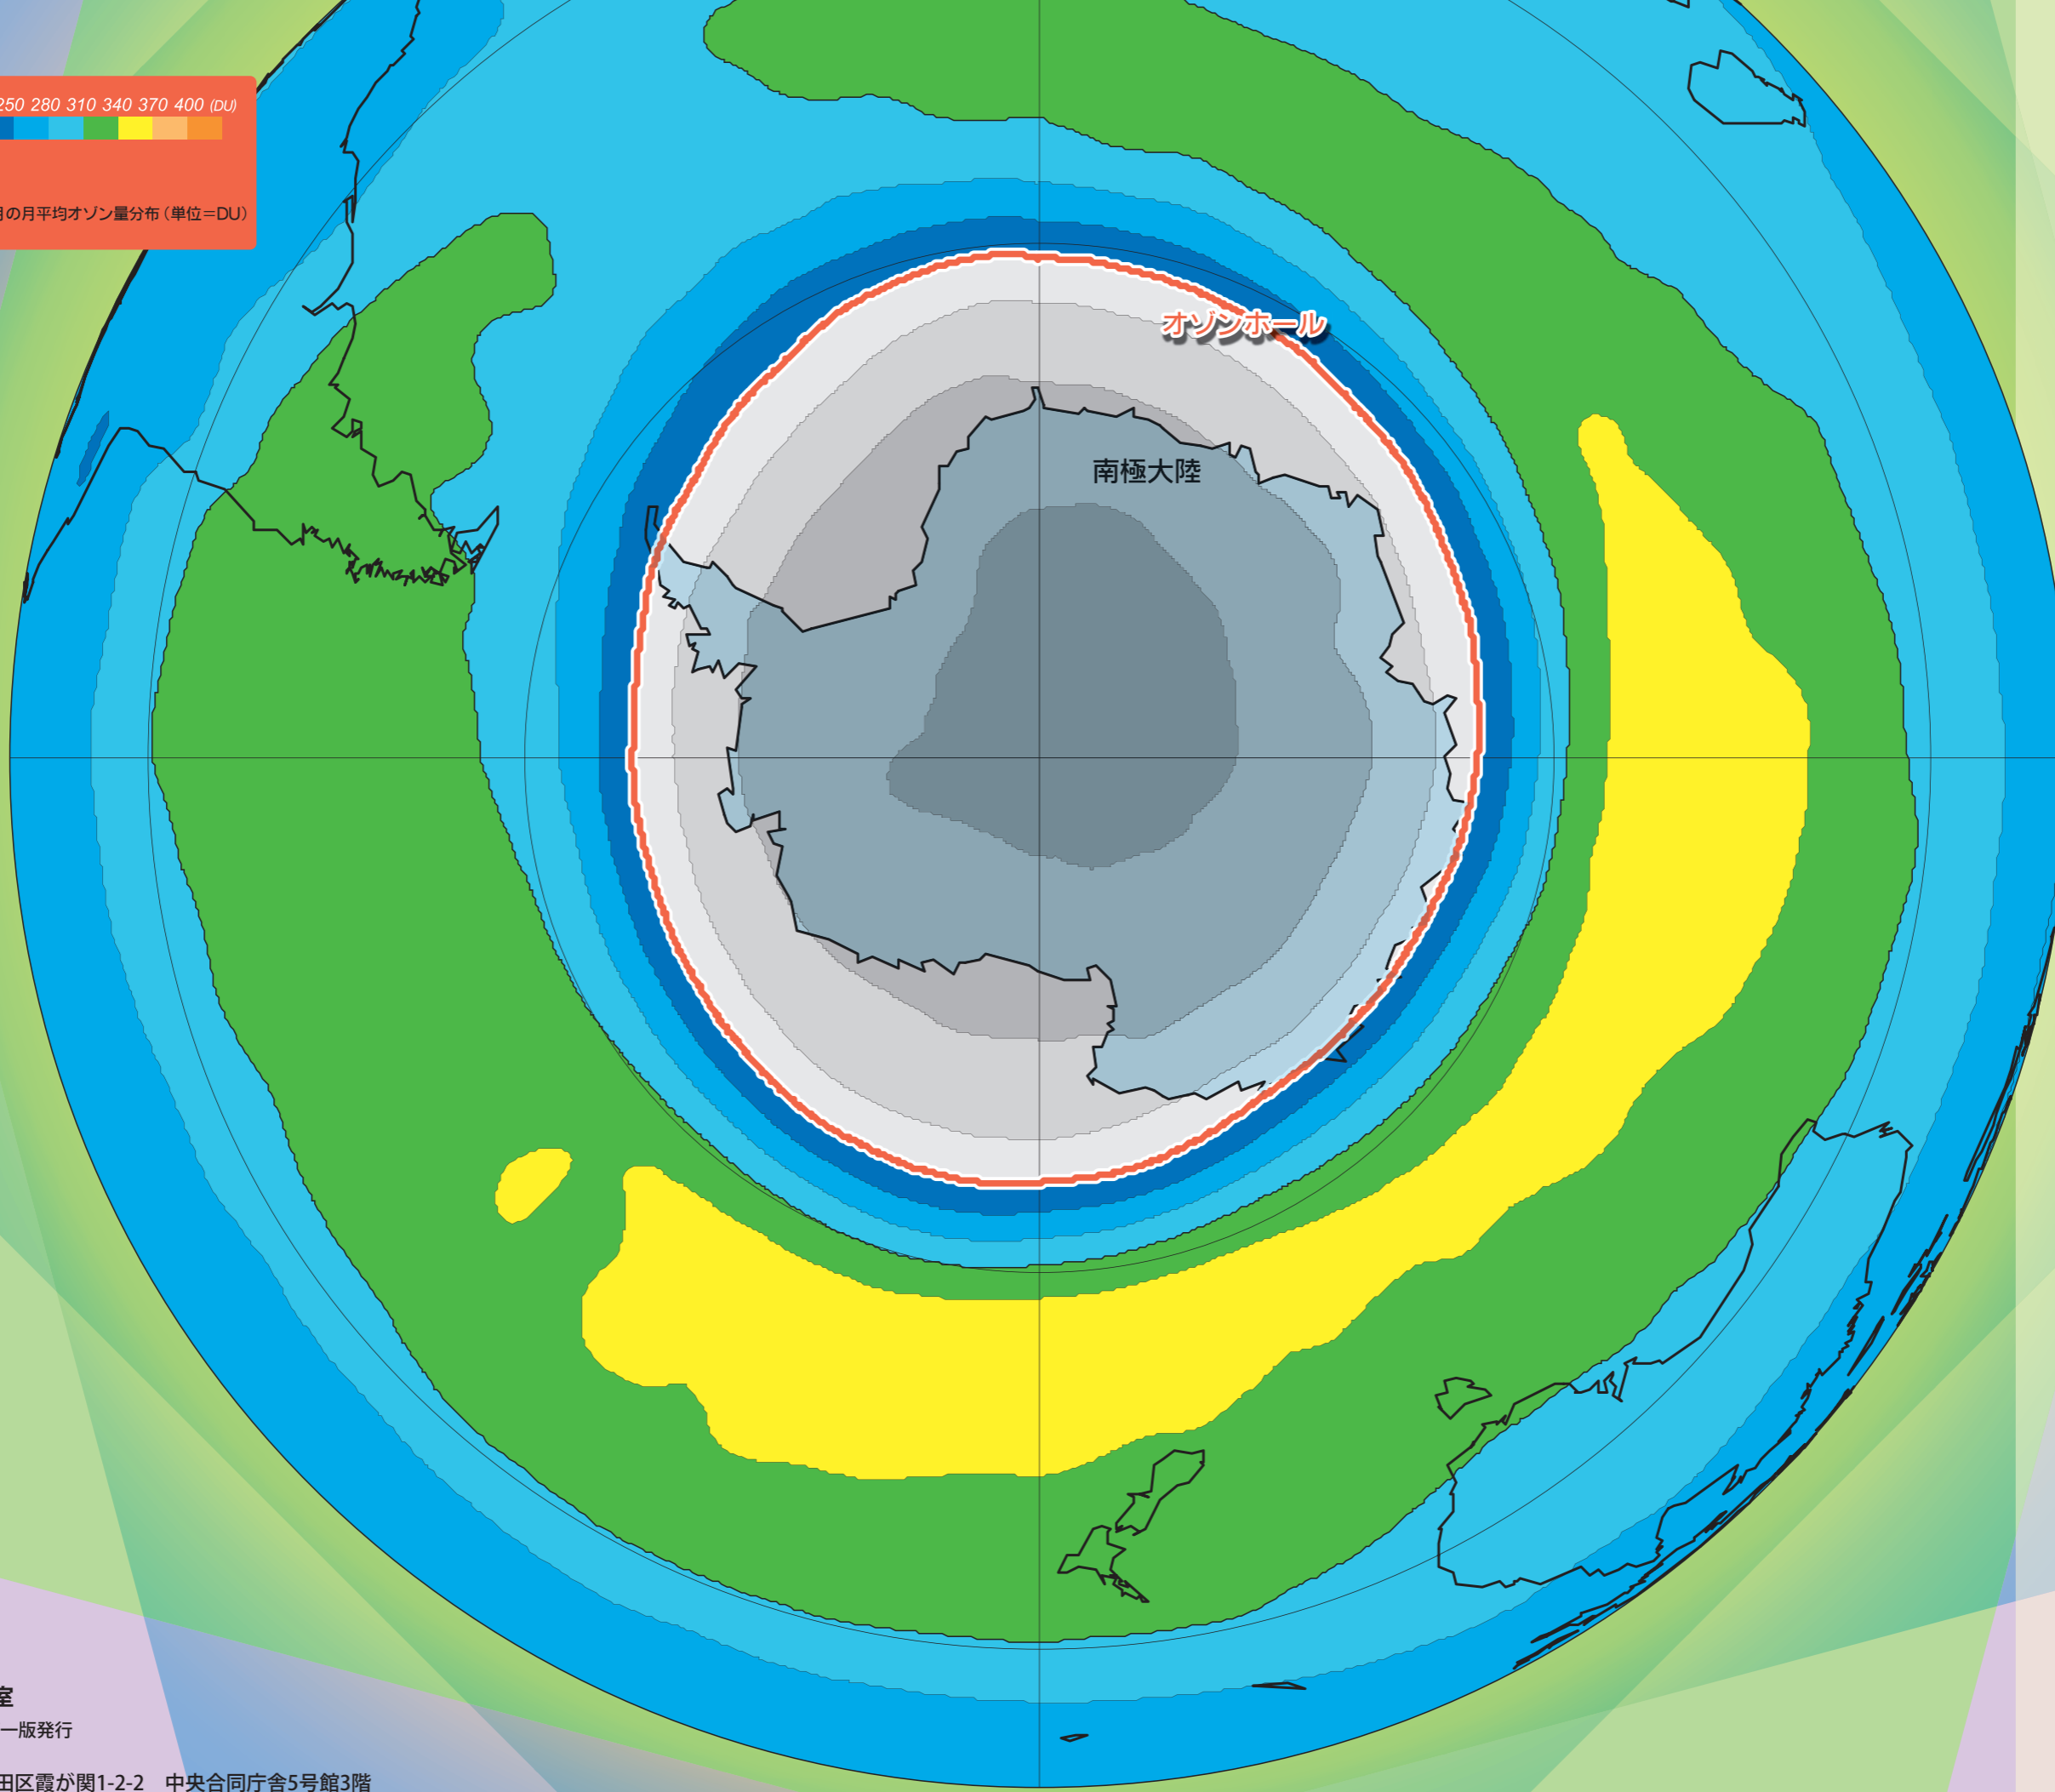 250 280 310 340 370 400 (DU)
月の月平均オゾン量分布(単位=DU)
オゾンホール
南極大陸
室
一版発行
田区霞が関1-2-2　中央合同庁舎5号館3階